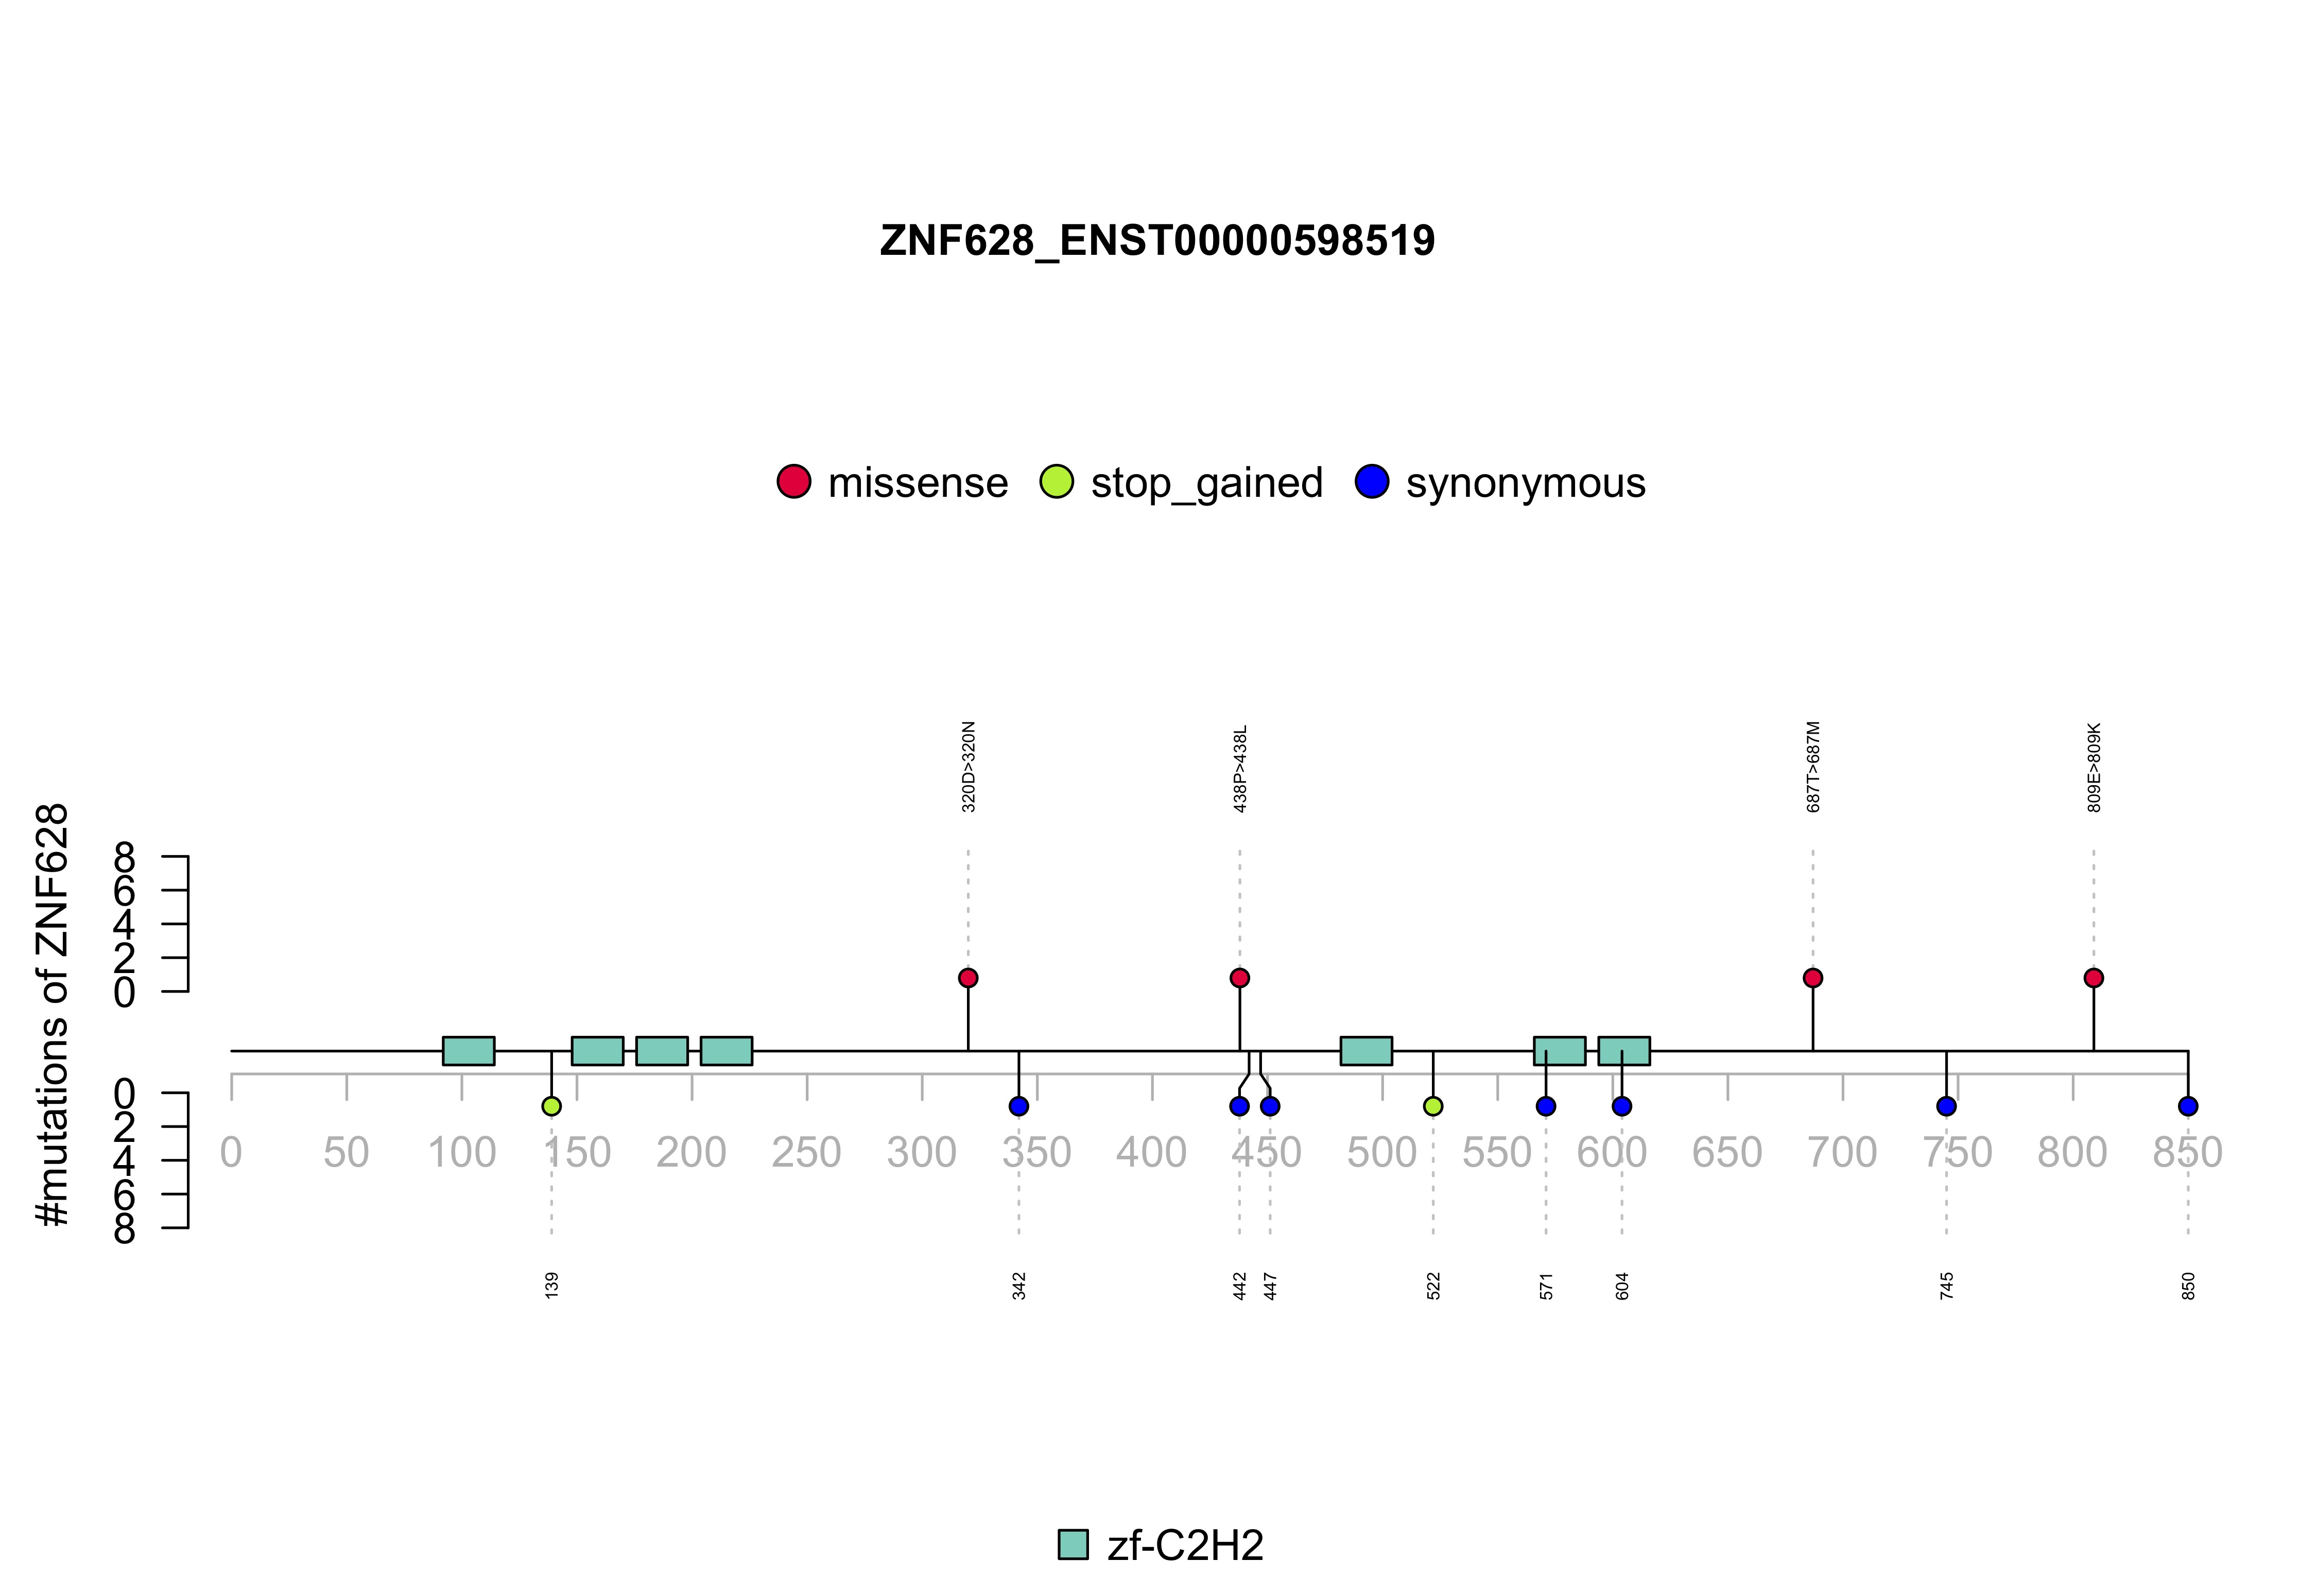 ZNF628_ENST00000598519
missense stop_gained synonymous
320D>320N 438P>438L 687T>687M 809E>809K
#mutations of ZNF628
8
6
4
2
0
0
2
4
6
8
0 50 100 150 200 250 300 350 400 450 500 550 600 650 700 750 800 850
139 342 442 447 522 571 604 745 850
zf-C2H2